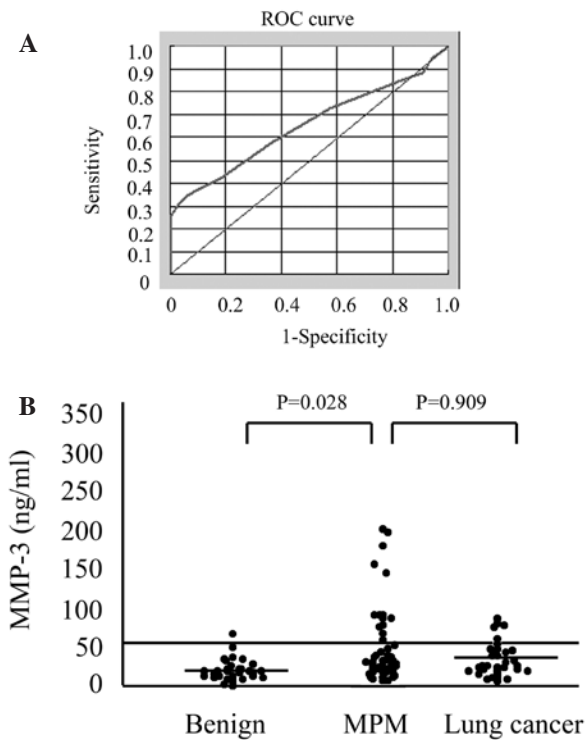 A
ROC curve
Sensitivity
1.0
0.9
0.8
0.7
0.6
0.5
0.4
0.3
0.2
0.1
0
0 0.2 0.4 0.6 0.8 1.0
1-Specificity
B
P=0.028 P=0.909
MMP-3 (ng/ml)
350
300
250
200
150
100
50
0
Benign MPM Lung cancer